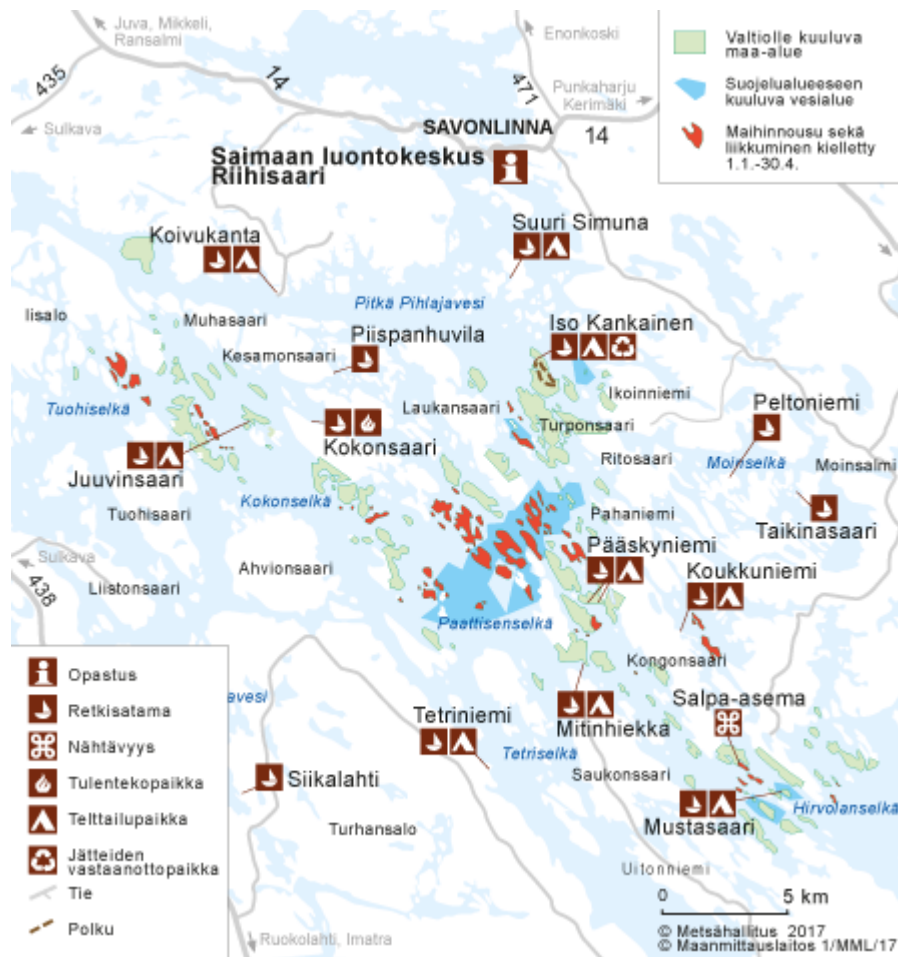 Juva, Mikkeli,
Ransalmi
Enonkoski
435
14
471
Punkaharju
Kerimäki
Sulkava
SAVONLINNA
14
Saimaan luontokeskus
Riihisaari
Valtiolle kuuluva
maa-alue
Suojelualueeseen
kuuluva vesialue
Maihinnousu sekä
liikkuminen kielletty
1.1.-30.4.
Koivukanta
Suuri Simuna
Pitkä Pihlajavesi
Iisalo
Muhasaari
Piispanhuvila
Iso Kankainen
Kesamonsaari
Ikoinniemi
Tuohiselkä
Laukansaari
Peltoniemi
Turponsaari
Kokonsaari
Ritosaari
Moinselkä
Moinsalmi
Juuvinsaari
Kokonselkä
Tuohisaari
Pahaniemi
Taikinasaari
Pääskyniemi
Sulkava
438
Liistonsaari
Ahvionsaari
Koukkuniemi
Paattisenselkä
Kongonsaari
Opastus
Retkisatama
Nähtävyys
Tulentekopaikka
Telttailupaikka
Jätteiden
vastaanottopaikka
Tie
Polku
avesi
Salpa-asema
Tetriniemi
Mitinhiekka
Tetriselkä
Siikalahti
Saukonssari
Hirvolanselkä
Mustasaari
Turhansalo
Uitonniemi
0 5 km
Ruokolahti, Imatra
© Metsähallitus 2017
© Maanmittauslaitos 1/MML/17